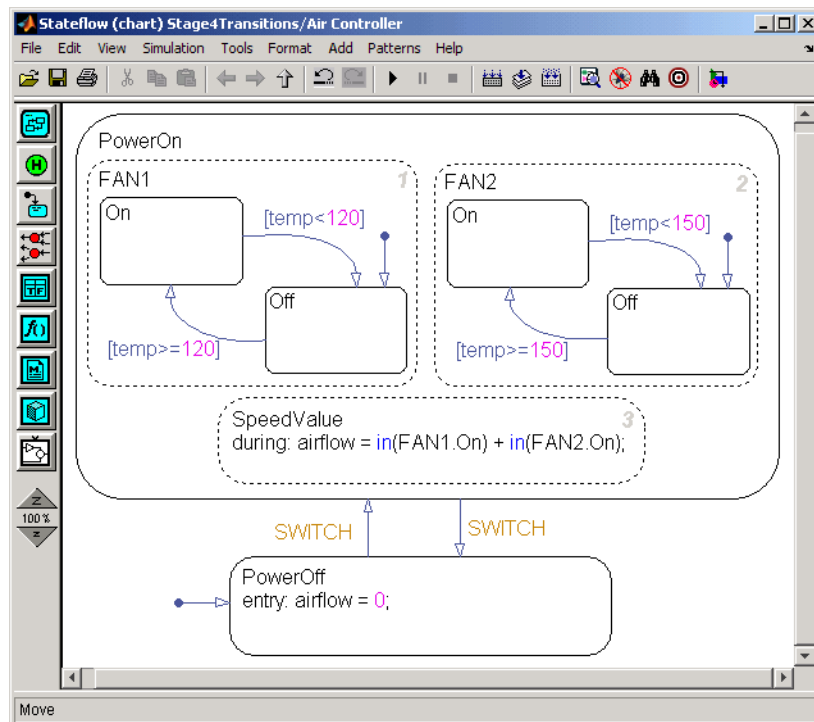 Stateflow (chart) Stage4Transitions/Air Controller
File Edit View Simulation Tools Format Add Patterns Help
PowerOn
FAN1 1
On
[temp<120]
Off
[temp>=120]
FAN2 2
On
[temp<150]
Off
[temp>=150]
SpeedValue 3
during: airflow = in(FAN1.On) + in(FAN2.On);
SWITCH
SWITCH
PowerOff
entry: airflow = 0;
H
TF
f()
M
Z
100 %
Z
Move